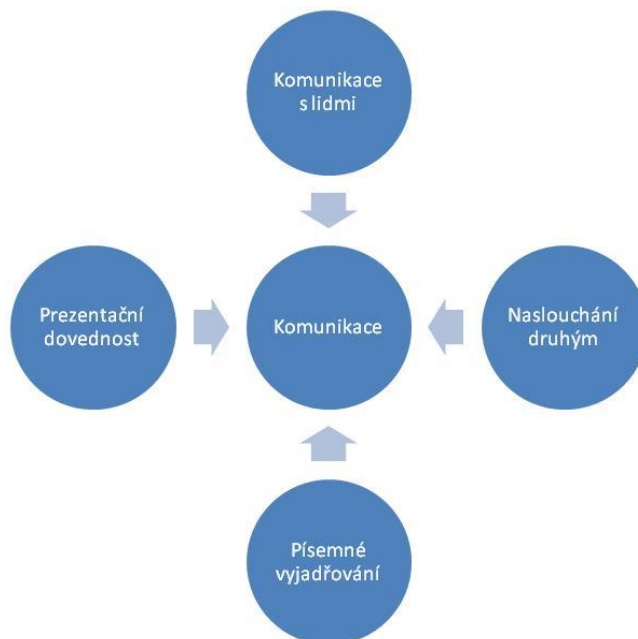 Komunikace
s lidmi
Prezentační
dovednost
Komunikace
Naslouchání
druhým
Písemné
vyjadřování